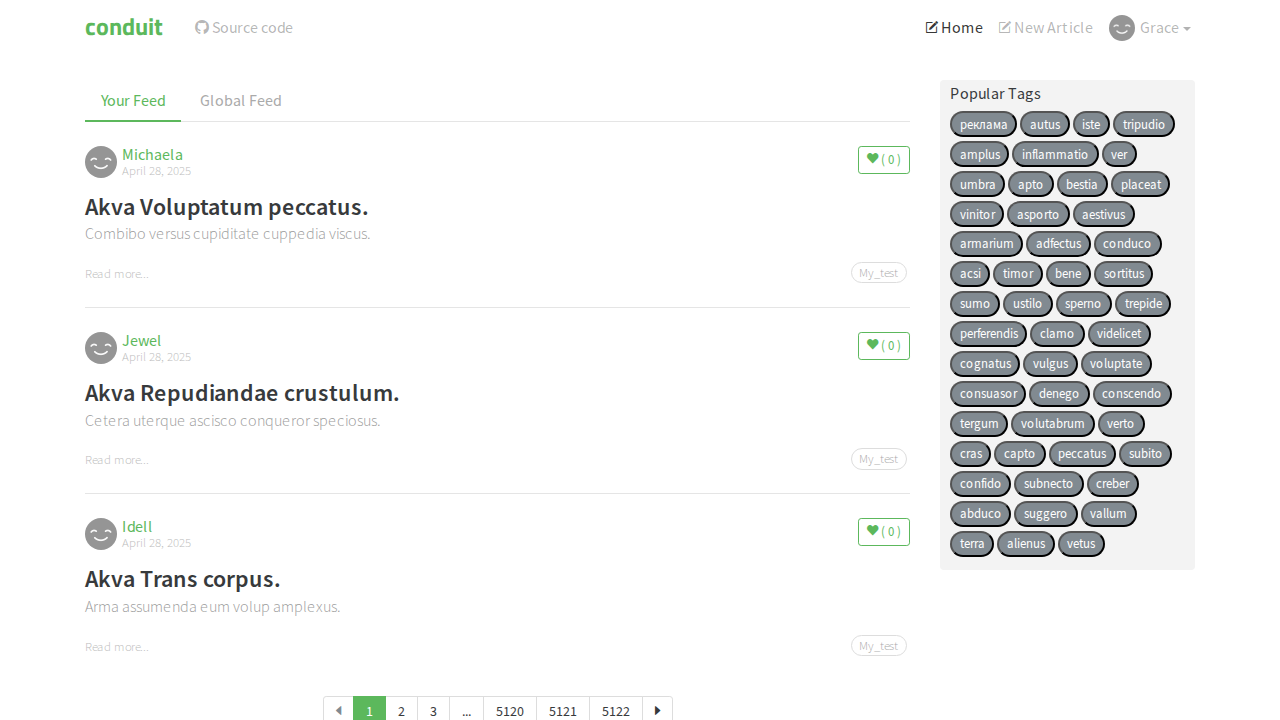 conduit Source code Home New Article Grace
Your Feed Global Feed
Michaela
April 28, 2025
( 0 )
Akva Voluptatum peccatus.
Combibo versus cupiditate cuppedia viscus.
Read more...
My_test
Jewel
April 28, 2025
( 0 )
Akva Repudiandae crustulum.
Cetera uterque ascisco conqueror speciosus.
Read more...
My_test
Idell
April 28, 2025
( 0 )
Akva Trans corpus.
Arma assumenda eum volup amplexus.
Read more...
My_test
1 2 3 ... 5120 5121 5122
Popular Tags
реклама autus iste tripudio
amplus inflammatio ver
umbra apto bestia placeat
vinitor asporto aestivus
armarium adfectus conduco
acsi timor bene sortitus
sumo ustilo sperno trepide
perferendis clamo videlicet
cognatus vulgus voluptate
consuasor denego conscendo
tergum volutabrum verto
cras capto peccatus subito
confido subnecto creber
abduco suggero vallum
terra alienus vetus